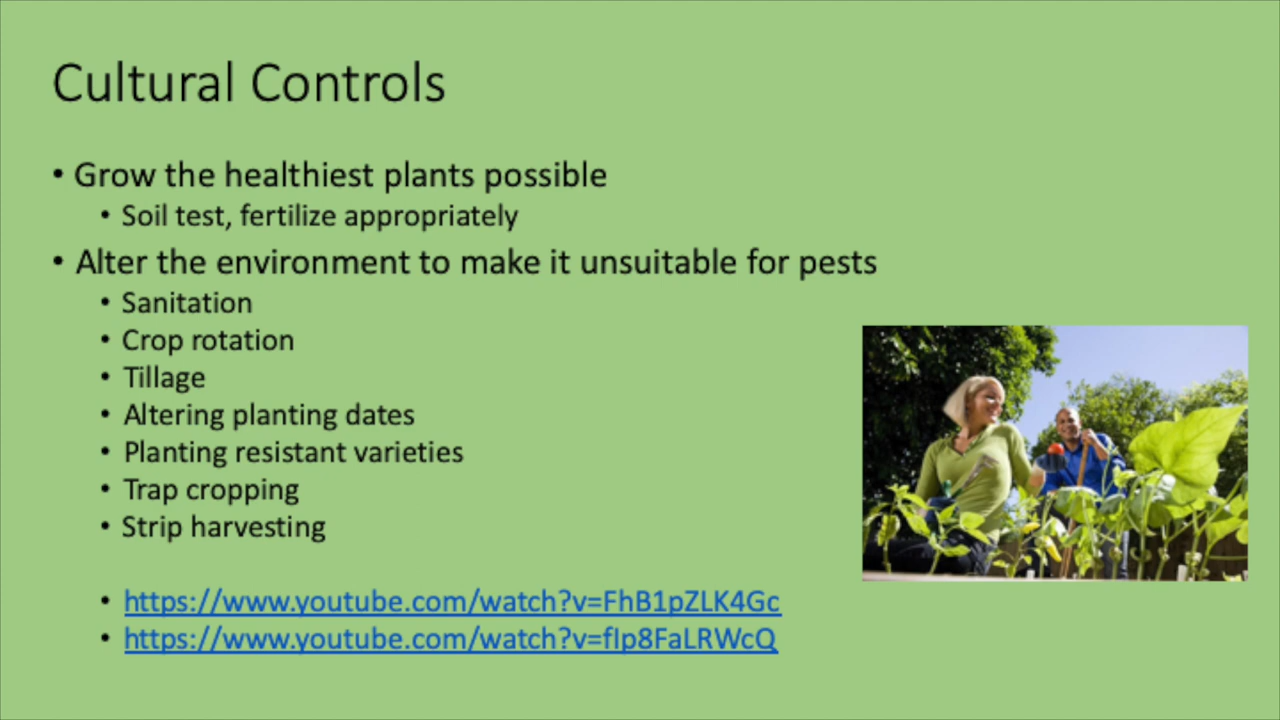 Cultural Controls
• Grow the healthiest plants possible
• Soil test, fertilize appropriately
• Alter the environment to make it unsuitable for pests
• Sanitation
• Crop rotation
• Tillage
• Altering planting dates
• Planting resistant varieties
• Trap cropping
• Strip harvesting
• https://www.youtube.com/watch?v=FhB1pZLK4Gc
• https://www.youtube.com/watch?v=fIp8FaLRWcQ